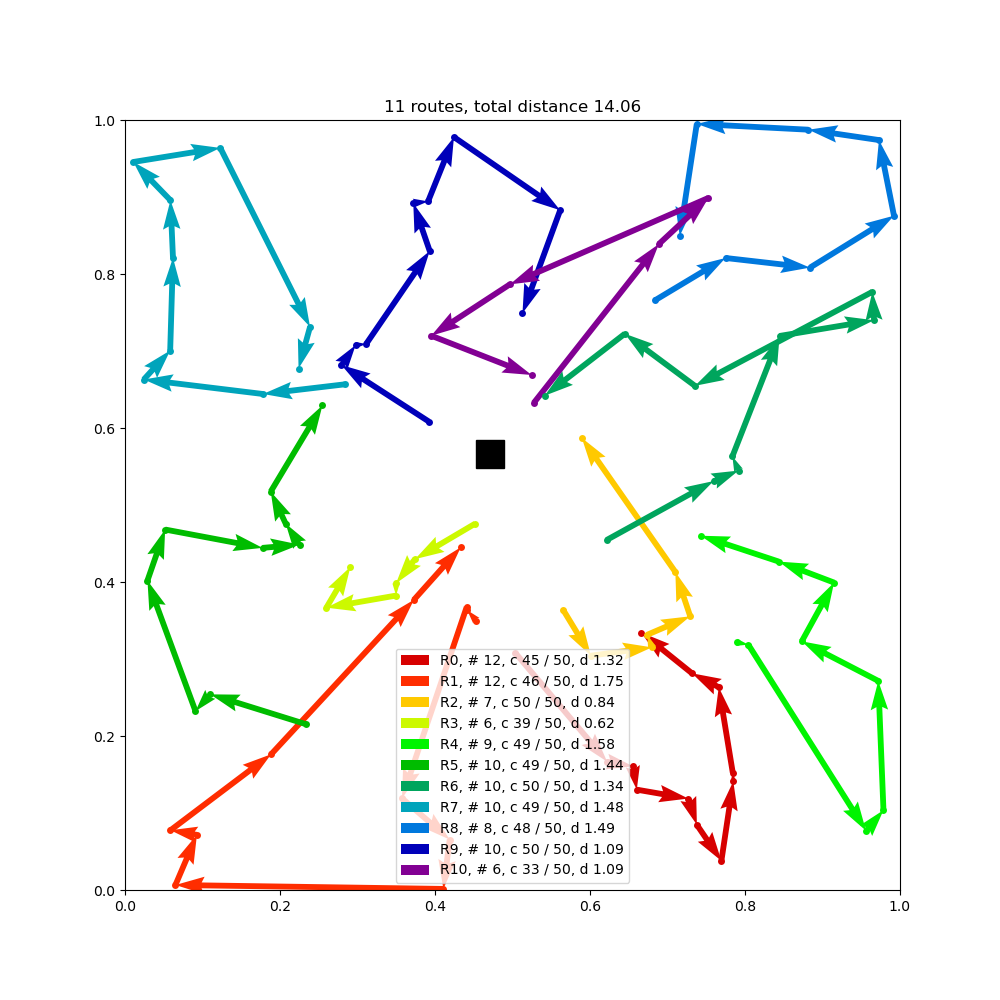 11 routes, total distance 14.06
1.0
0.8
0.6
0.4
0.2
0.0
R0, # 12, c 45 / 50, d 1.32
R1, # 12, c 46 / 50, d 1.75
R2, # 7, c 50 / 50, d 0.84
R3, # 6, c 39 / 50, d 0.62
R4, # 9, c 49 / 50, d 1.58
R5, # 10, c 49 / 50, d 1.44
R6, # 10, c 50 / 50, d 1.34
R7, # 10, c 49 / 50, d 1.48
R8, # 8, c 48 / 50, d 1.49
R9, # 10, c 50 / 50, d 1.09
R10, # 6, c 33 / 50, d 1.09
0.0 0.2 0.4 0.6 0.8 1.0